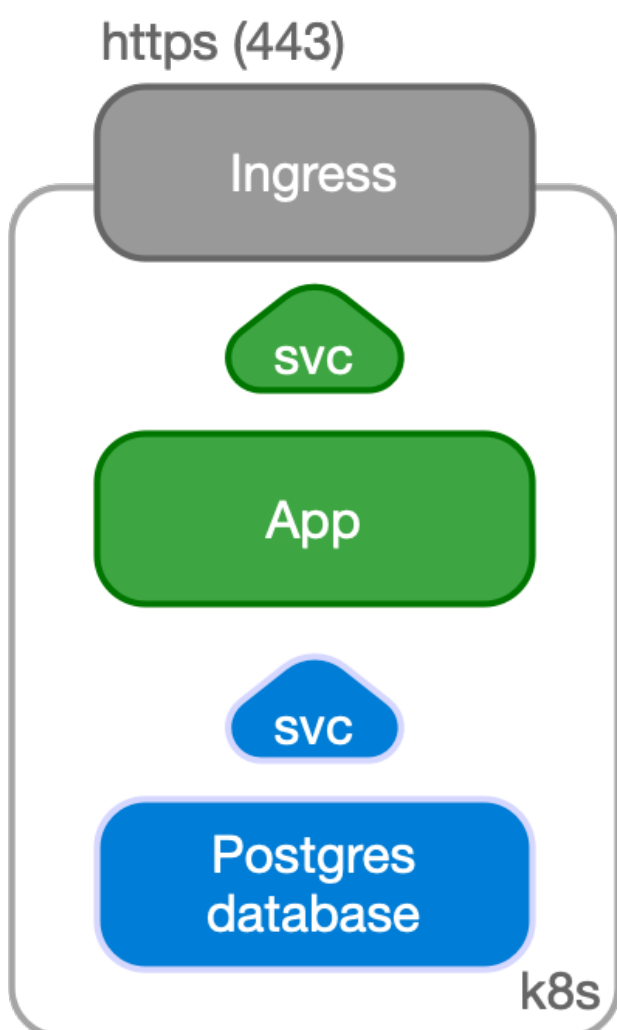 https (443)
Ingress
svc
App
svc
Postgres
database
k8s